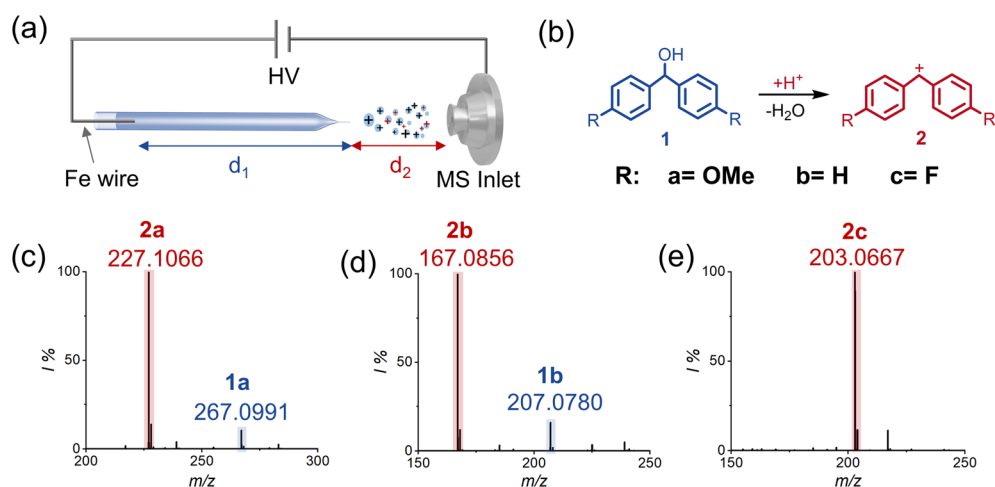 (a)
HV
Fe wire
d1
d2
MS Inlet
(b)
OH
R
R
1
+H+
-H2O
+
R
R
2
R: a= OMe b= H c= F
(c)
2a
227.1066
1a
267.0991
I %
100
50
0
200
250
300
m/z
(d)
2b
167.0856
1b
207.0780
I %
100
50
0
150
200
250
m/z
(e)
2c
203.0667
I %
100
50
0
150
200
250
m/z